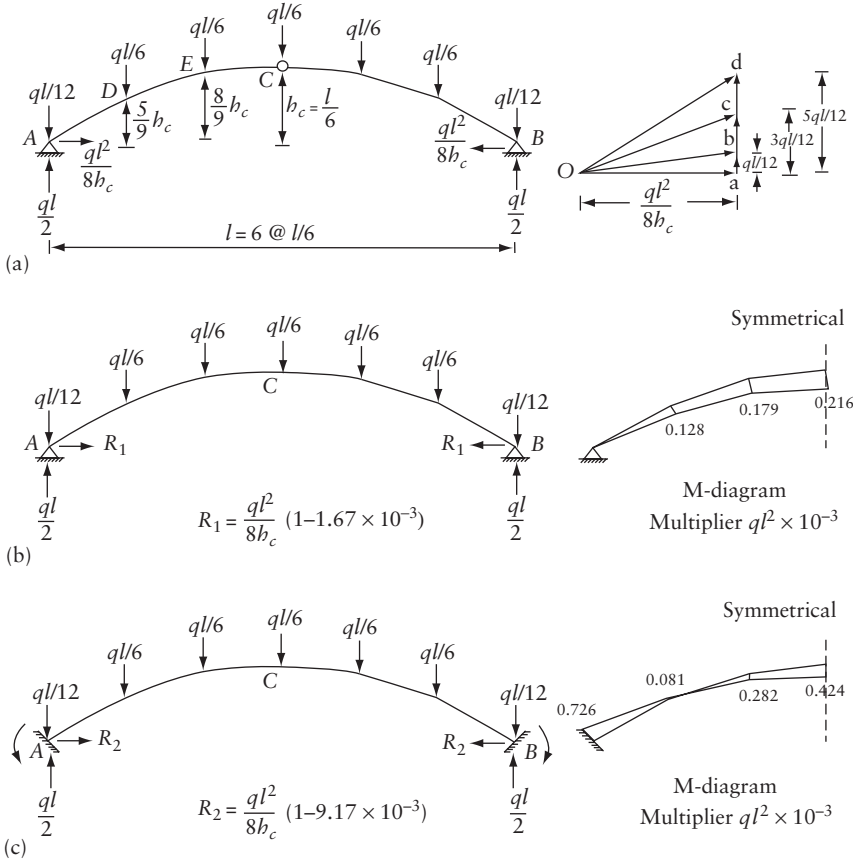 ql/6
ql/6 ql/6
E C
ql/6 ql/6
ql/12 D ql/12
A 5/9 h_c 8/9 h_c h_c = l/6 B
ql²/8h_c ql²/8h_c
ql/2 ql/2
l = 6 @ l/6
(a)
d
c
b
O a
ql/12 3ql/12 5ql/12
ql²/8h_c
ql/6
ql/6 ql/6
C
ql/6 ql/6
ql/12 ql/12
A R₁ R₁ B
ql/2 ql/2
R₁ = ql²/8h_c (1–1.67 × 10⁻³)
(b)
Symmetrical
0.128 0.179 0.216
M-diagram
Multiplier ql² × 10⁻³
ql/6
ql/6 ql/6
C
ql/6 ql/6
ql/12 ql/12
A R₂ R₂ B
ql/2 ql/2
R₂ = ql²/8h_c (1–9.17 × 10⁻³)
(c)
Symmetrical
0.726 0.081 0.282 0.424
M-diagram
Multiplier ql² × 10⁻³